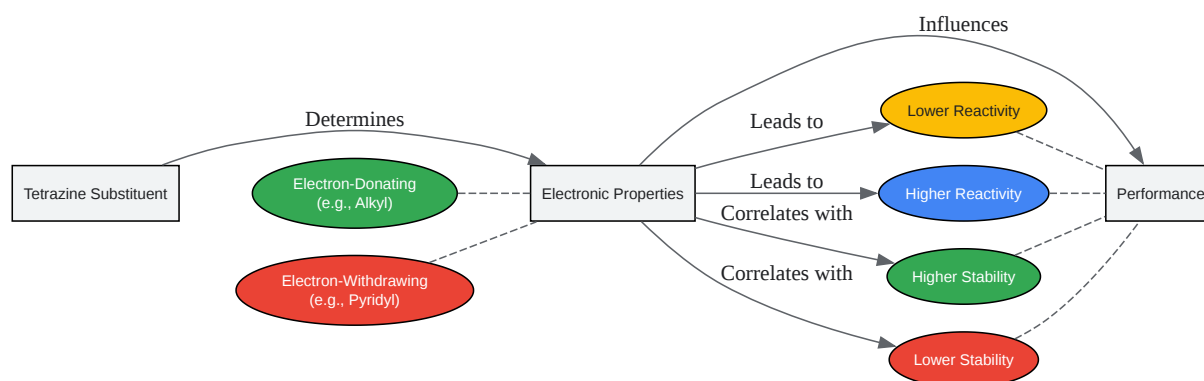 Influences
Lower Reactivity
Determines
Leads to
Tetrazine Substituent
Electron-Donating
(e.g., Alkyl)
Electronic Properties
Leads to
Higher Reactivity
Performance
Correlates with
Electron-Withdrawing
(e.g., Pyridyl)
Correlates with
Higher Stability
Lower Stability